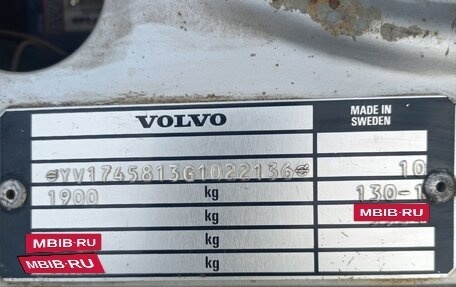 VOLVO
MADE IN
SWEDEN
YV1745813G1022136 10
1900 kg 130-1
kg MBIB.RU
MBIB.RU kg
MBIB.RU kg